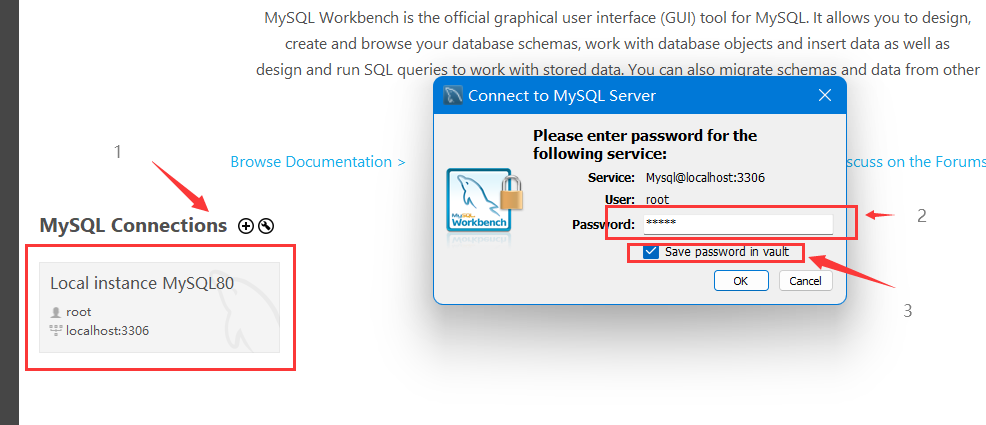 MySQL Workbench is the official graphical user interface (GUI) tool for MySQL. It allows you to design,
create and browse your database schemas, work with database objects and insert data as well as
design and run SQL queries to work with stored data. You can also migrate schemas and data from other
Connect to MySQL Server
Please enter password for the
following service:
Service: Mysql@localhost:3306
User: root
Password: *****
Save password in vault
OK Cancel
MySQL
Workbench
1
2
3
Browse Documentation >
scuss on the Forums
MySQL Connections
Local instance MySQL80
root
localhost:3306